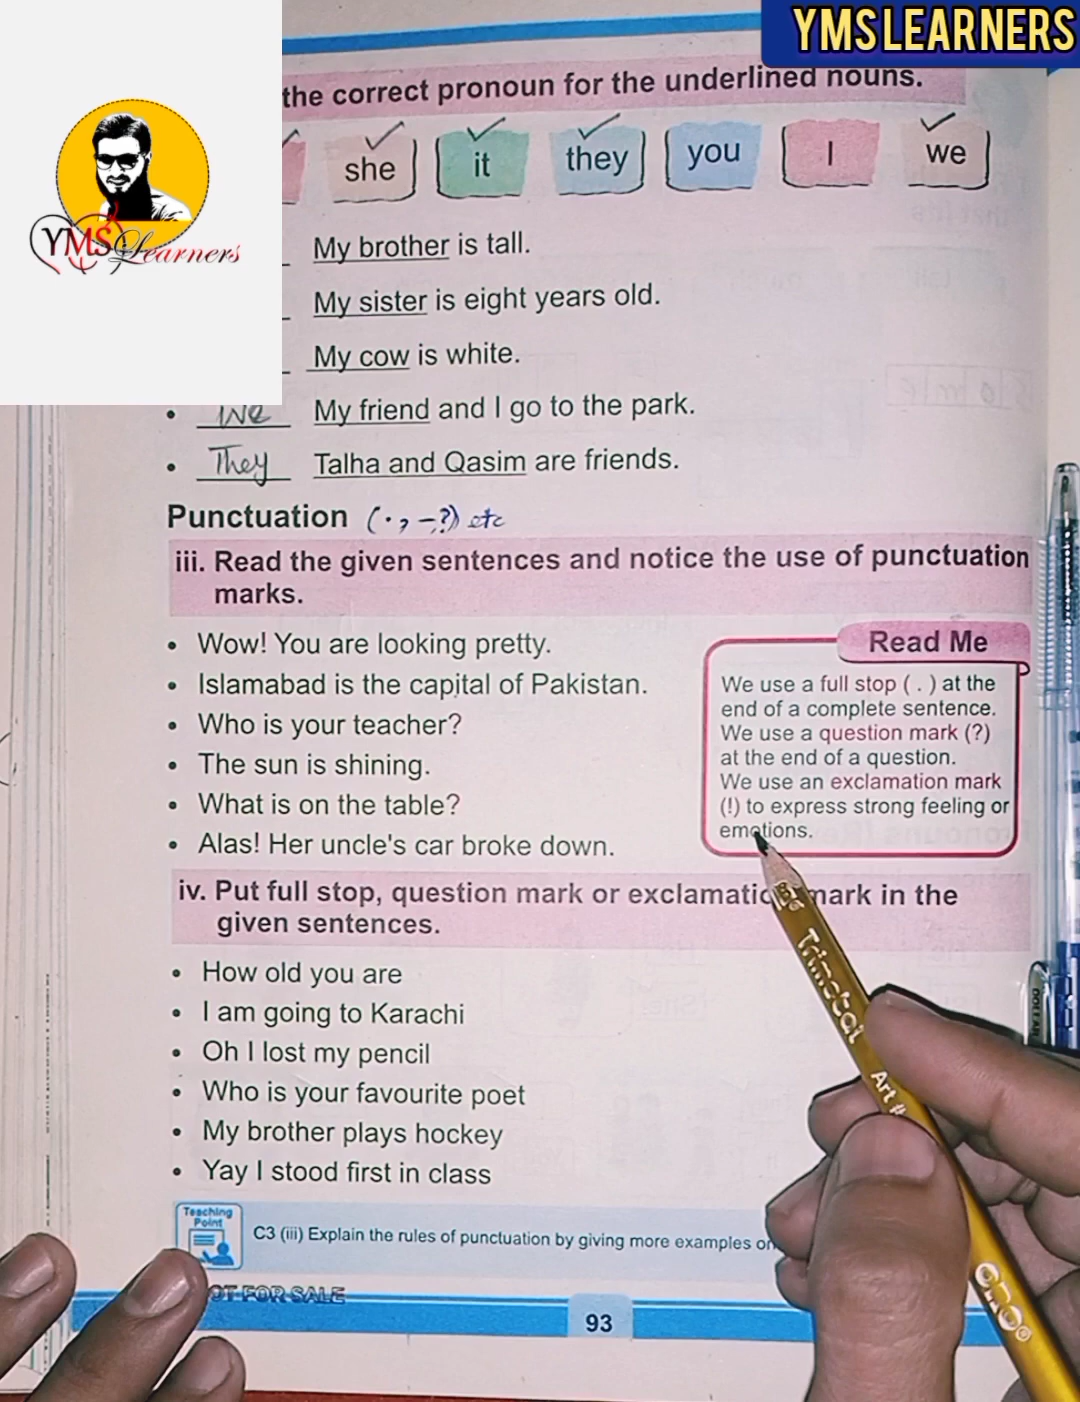 YMS LEARNERS
the correct pronoun for the underlined nouns.
she it they you I we
YMS Learners
My brother is tall.
My sister is eight years old.
My cow is white.
• We My friend and I go to the park.
• They Talha and Qasim are friends.
Punctuation (. , - ?) etc
iii. Read the given sentences and notice the use of punctuation
marks.
• Wow! You are looking pretty.
• Islamabad is the capital of Pakistan.
• Who is your teacher?
• The sun is shining.
• What is on the table?
• Alas! Her uncle's car broke down.
Read Me
We use a full stop ( . ) at the
end of a complete sentence.
We use a question mark (?)
at the end of a question.
We use an exclamation mark
(!) to express strong feeling or
emotions.
iv. Put full stop, question mark or exclamation mark in the
given sentences.
• How old you are
• I am going to Karachi
• Oh I lost my pencil
• Who is your favourite poet
• My brother plays hockey
• Yay I stood first in class
Teaching
Point
C3 (iii) Explain the rules of punctuation by giving more examples on
OT FOR SALE
93
Trimetal Art #
ORO
DOLLAR